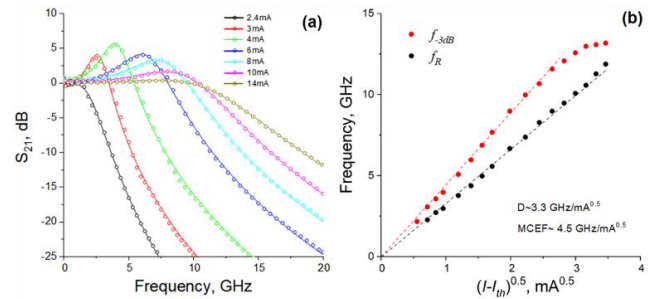 (a)
2.4mA
3mA
4mA
6mA
8mA
10mA
14mA
S21, dB
5
0
-5
-10
-15
-20
-25
0 5 10 15 20
Frequency, GHz
(b)
f-3dB
fR
Frequency, GHz
15
10
5
0
D~3.3 GHz/mA0.5
MCEF~ 4.5 GHz/mA0.5
0 1 2 3 4
(I-Ith)0.5, mA0.5